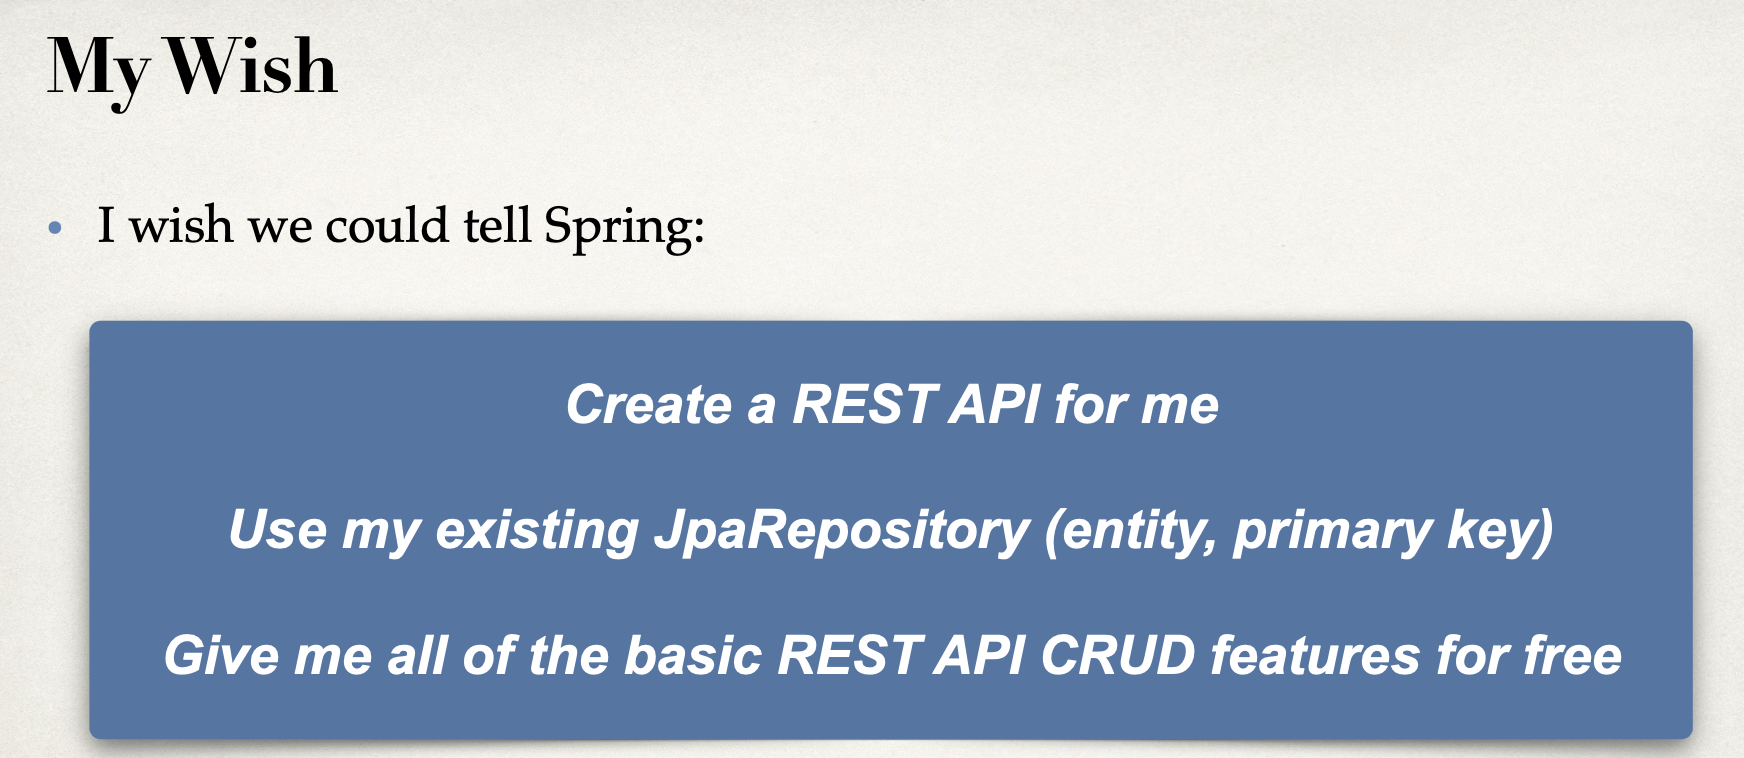 My Wish
• I wish we could tell Spring:
Create a REST API for me
Use my existing JpaRepository (entity, primary key)
Give me all of the basic REST API CRUD features for free